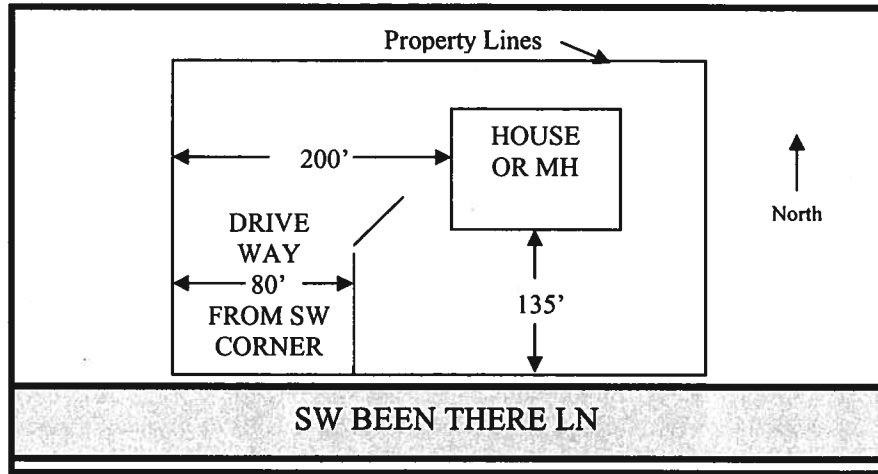 Property Lines
HOUSE
OR MH
200’
North
DRIVE
WAY
80’
FROM SW
CORNER
135’
SW BEEN THERE LN